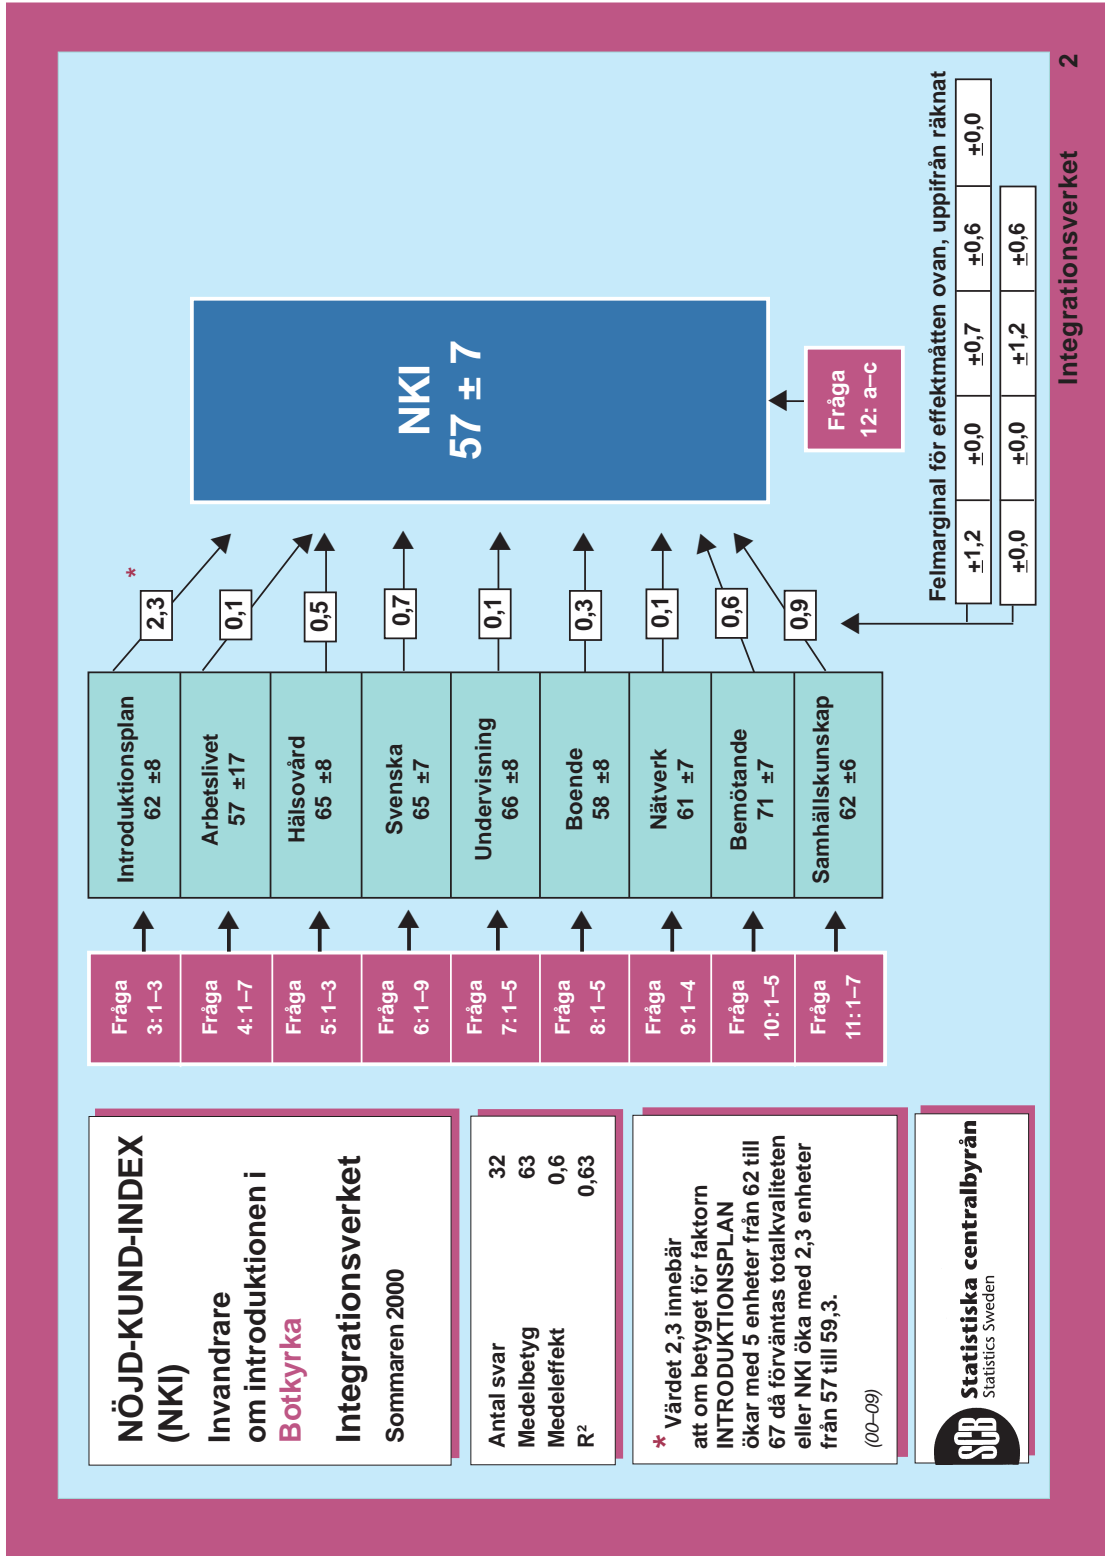 NÖJD-KUND-INDEX
(NKI)
Invandrare
om introduktionen i
Botkyrka
Integrationsverket
Sommaren 2000
Antal svar 32
Medelbetyg 63
Medeleffekt 0,6
R² 0,63
* Värdet 2,3 innebär
att om betyget för faktorn
INTRODUKTIONSPLAN
ökar med 5 enheter från 62 till
67 då förväntas totalkvaliteten
eller NKI öka med 2,3 enheter
från 57 till 59,3.
(00–09)
SCB
Statistiska centralbyrån
Statistics Sweden
Fråga
3: 1–3
Fråga
4: 1–7
Fråga
5: 1–3
Fråga
6: 1–9
Fråga
7: 1–5
Fråga
8: 1–5
Fråga
9: 1–4
Fråga
10: 1–5
Fråga
11: 1–7
Introduktionsplan
62 ±8
Arbetslivet
57 ±17
Hälsovård
65 ±8
Svenska
65 ±7
Undervisning
66 ±8
Boende
58 ±8
Nätverk
61 ±7
Bemötande
71 ±7
Samhällskunskap
62 ±6
2,3
*
0,1
0,5
0,7
0,1
0,3
0,1
0,6
0,9
NKI
57 ± 7
Fråga
12: a–c
Felmarginal för effektmåtten ovan, uppifrån räknat
±1,2 ±0,0 ±0,7 ±0,6 ±0,0
±0,0 ±0,0 ±1,2 ±0,6
Integrationsverket 2